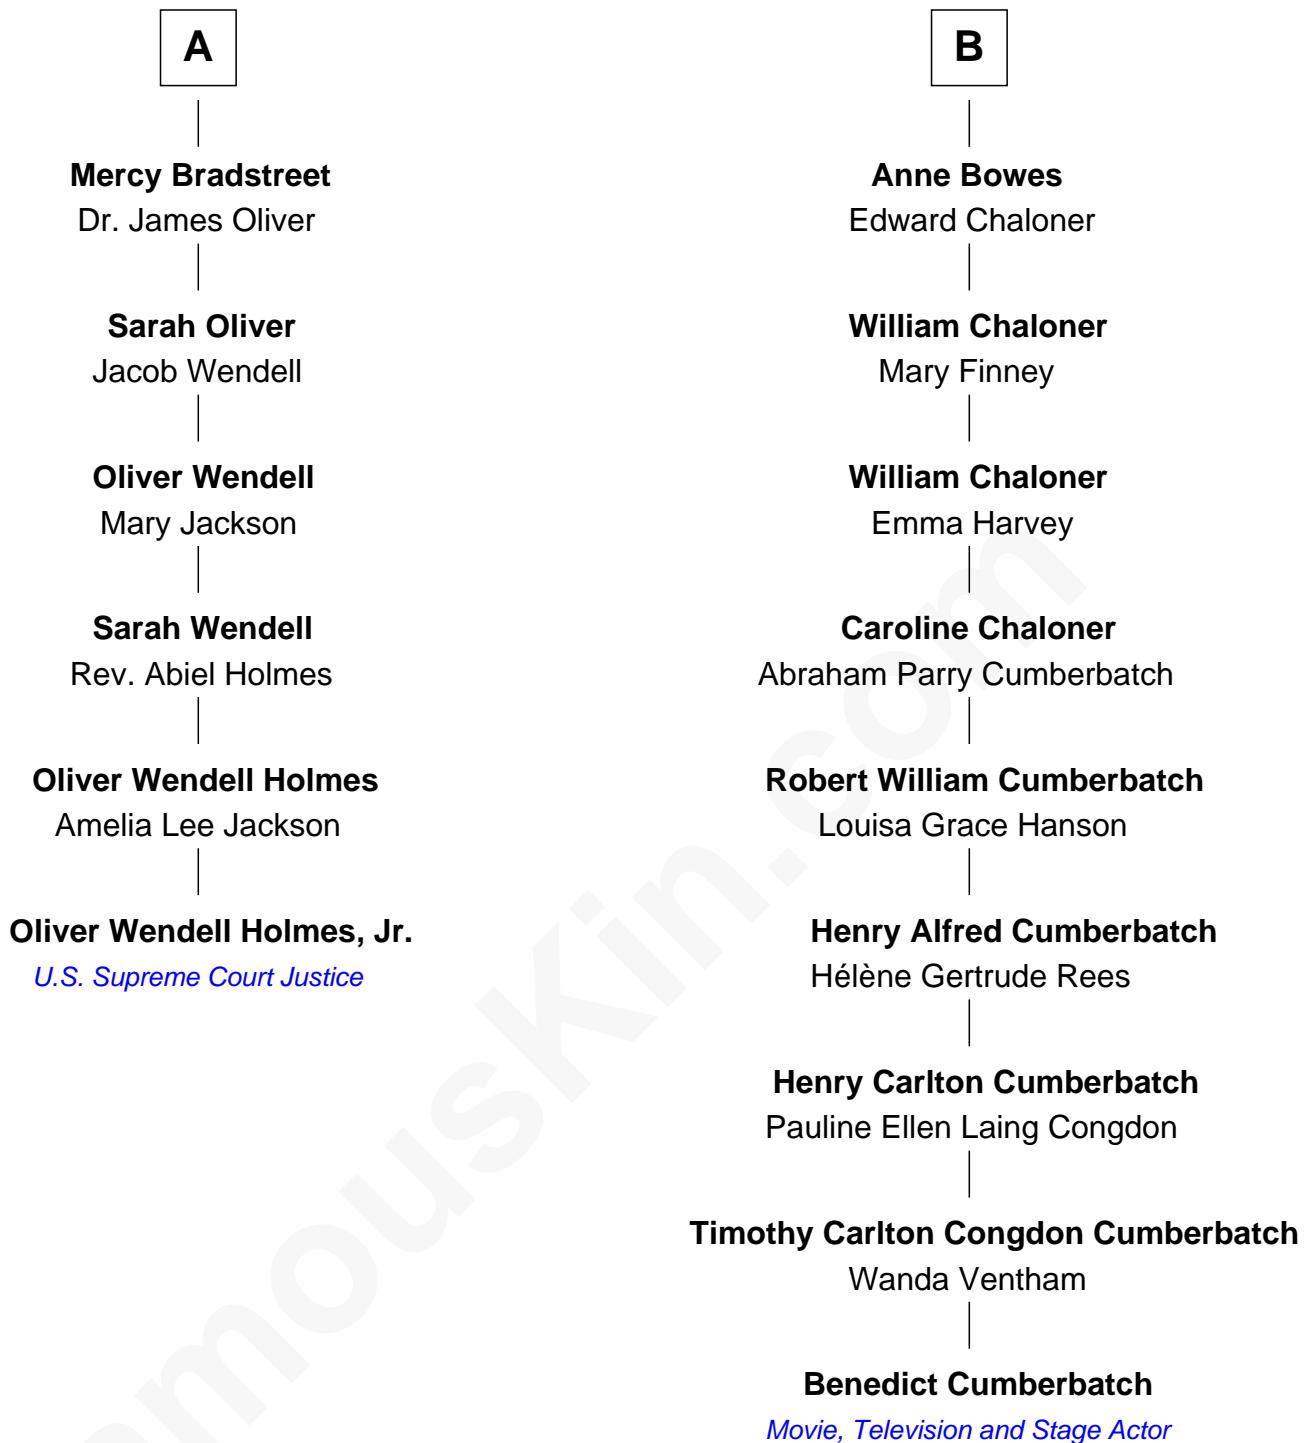 A
Mercy Bradstreet
Dr. James Oliver
Sarah Oliver
Jacob Wendell
Oliver Wendell
Mary Jackson
Sarah Wendell
Rev. Abiel Holmes
Oliver Wendell Holmes
Amelia Lee Jackson
Oliver Wendell Holmes, Jr.
U.S. Supreme Court Justice
B
Anne Bowes
Edward Chaloner
William Chaloner
Mary Finney
William Chaloner
Emma Harvey
Caroline Chaloner
Abraham Parry Cumberbatch
Robert William Cumberbatch
Louisa Grace Hanson
Henry Alfred Cumberbatch
Hélène Gertrude Rees
Henry Carlton Cumberbatch
Pauline Ellen Laing Congdon
Timothy Carlton Congdon Cumberbatch
Wanda Ventham
Benedict Cumberbatch
Movie, Television and Stage Actor
amouskin.com